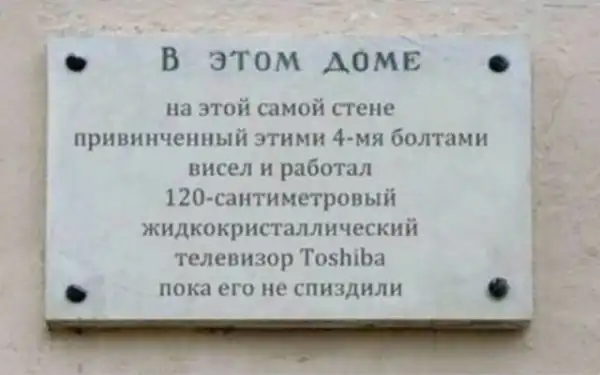 В ЭТОМ ДОМЕ
на этой самой стене
привинченный этими 4-мя болтами
висел и работал
120-сантиметровый
жидкокристаллический
телевизор Toshiba
пока его не спиздили